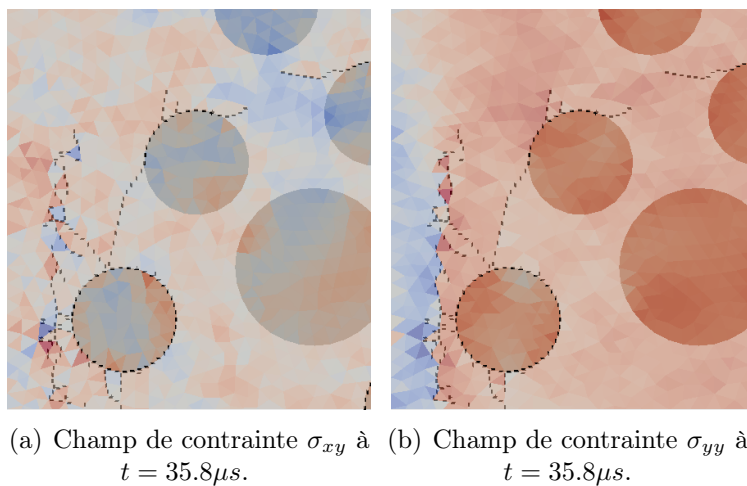 (a) Champ de contrainte σxy à
t = 35.8μs.
(b) Champ de contrainte σyy à
t = 35.8μs.